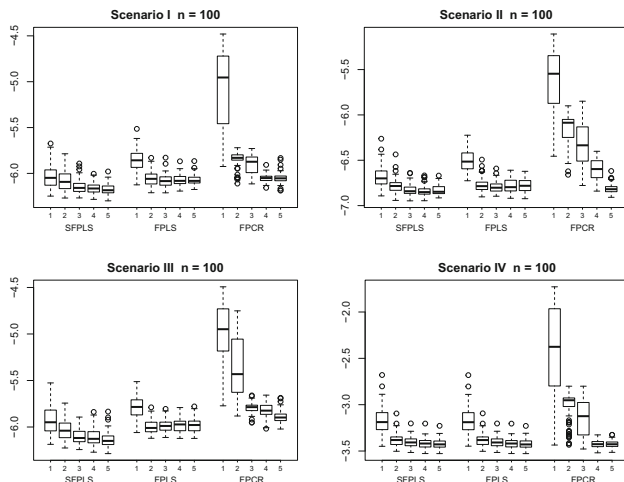 Scenario I n = 100
-4.5
-5.0
-5.5
-6.0
1 2 3 4 5 1 2 3 4 5 1 2 3 4 5
SFPLS FPLS FPCR
Scenario II n = 100
-5.5
-6.0
-6.5
-7.0
1 2 3 4 5 1 2 3 4 5 1 2 3 4 5
SFPLS FPLS FPCR
Scenario III n = 100
-4.5
-5.0
-5.5
-6.0
1 2 3 4 5 1 2 3 4 5 1 2 3 4 5
SFPLS FPLS FPCR
Scenario IV n = 100
-2.0
-2.5
-3.0
-3.5
1 2 3 4 5 1 2 3 4 5 1 2 3 4 5
SFPLS FPLS FPCR